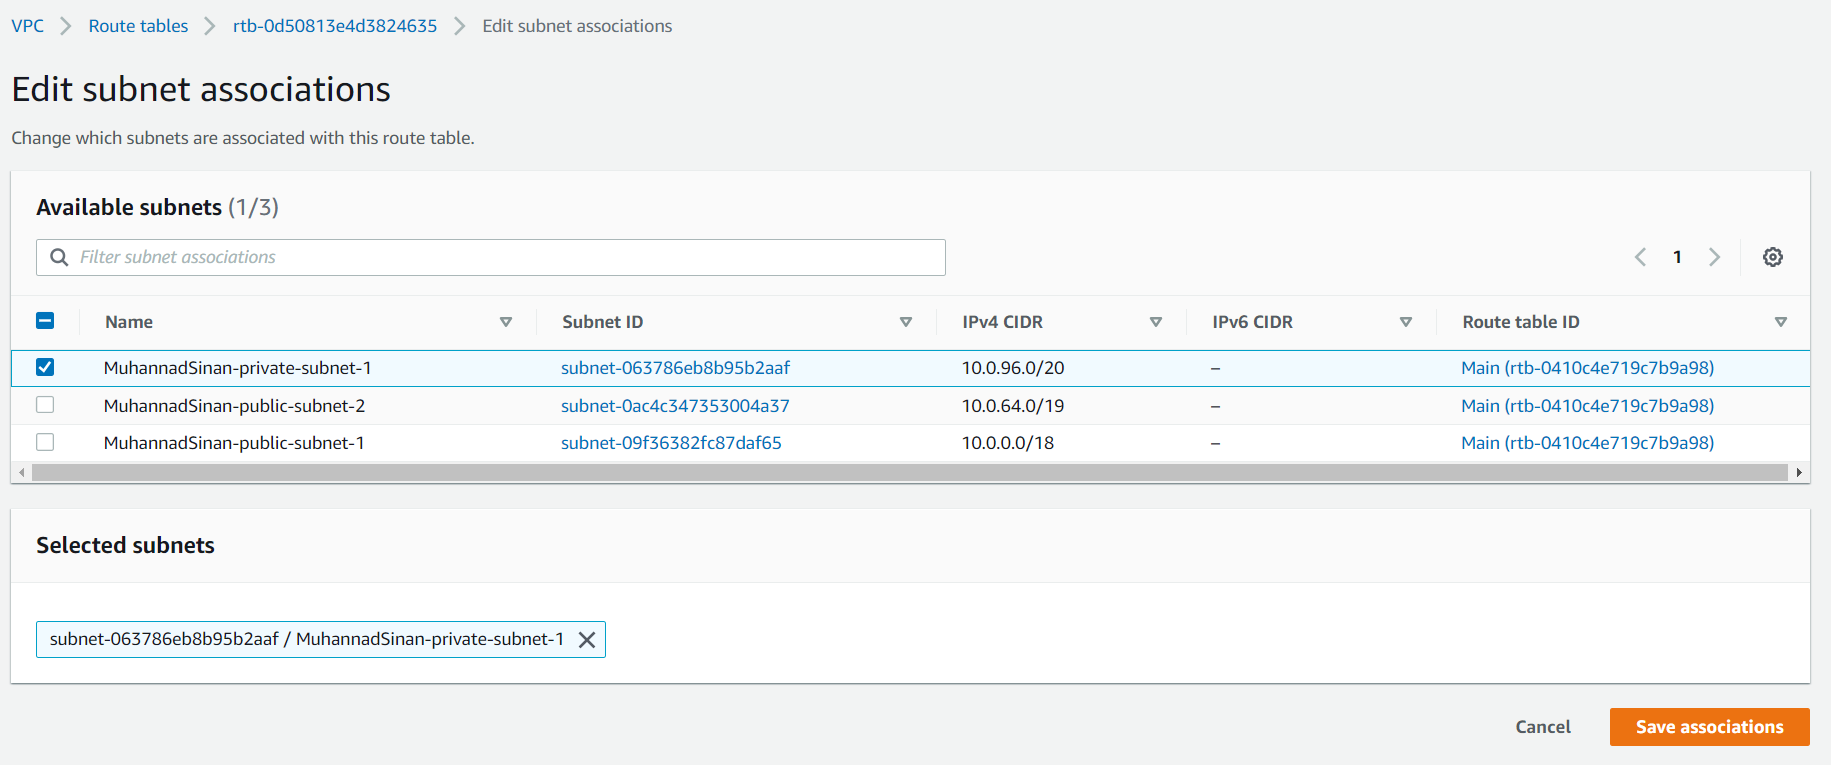 VPC > Route tables > rtb-0d50813e4d3824635 > Edit subnet associations
Edit subnet associations
Change which subnets are associated with this route table.
Available subnets (1/3)
Filter subnet associations
1
Name Subnet ID IPv4 CIDR IPv6 CIDR Route table ID
MuhannadSinan-private-subnet-1 subnet-063786eb8b95b2aaf 10.0.96.0/20 – Main (rtb-0410c4e719c7b9a98)
MuhannadSinan-public-subnet-2 subnet-0ac4c347353004a37 10.0.64.0/19 – Main (rtb-0410c4e719c7b9a98)
MuhannadSinan-public-subnet-1 subnet-09f36382fc87daf65 10.0.0.0/18 – Main (rtb-0410c4e719c7b9a98)
Selected subnets
subnet-063786eb8b95b2aaf / MuhannadSinan-private-subnet-1
Cancel Save associations